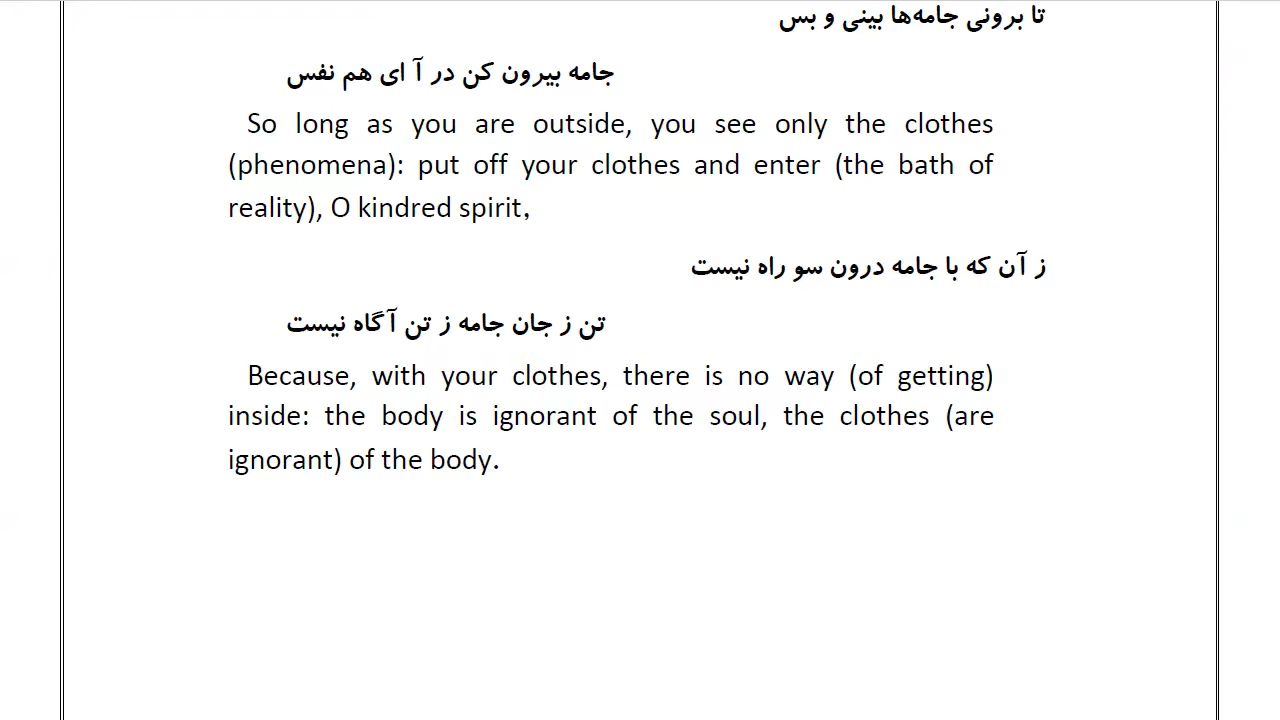 تا برونی جامه‌ها بینی و بس
جامه بیرون کن در آ ای هم نفس
So long as you are outside, you see only the clothes
(phenomena): put off your clothes and enter (the bath of
reality), O kindred spirit,
ز آن که با جامه درون سو راه نیست
تن ز جان جامه ز تن آگاه نیست
Because, with your clothes, there is no way (of getting)
inside: the body is ignorant of the soul, the clothes (are
ignorant) of the body.